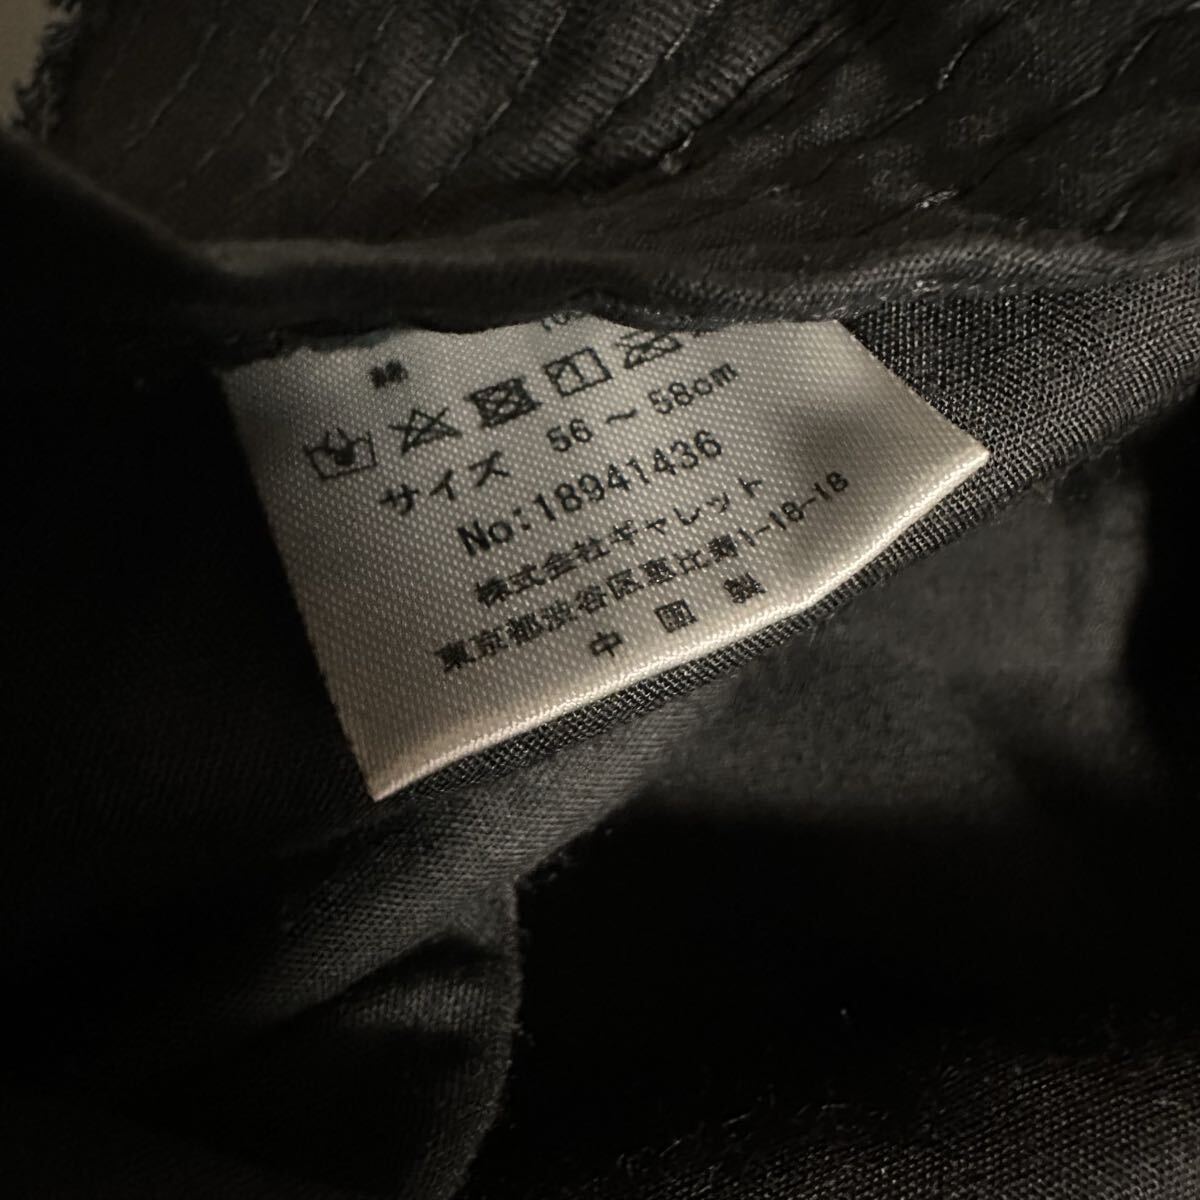 綿
サイズ 56～58cm
No:18941436
株式会社ギャレット
東京都渋谷区恵比寿1-18-18
中国製